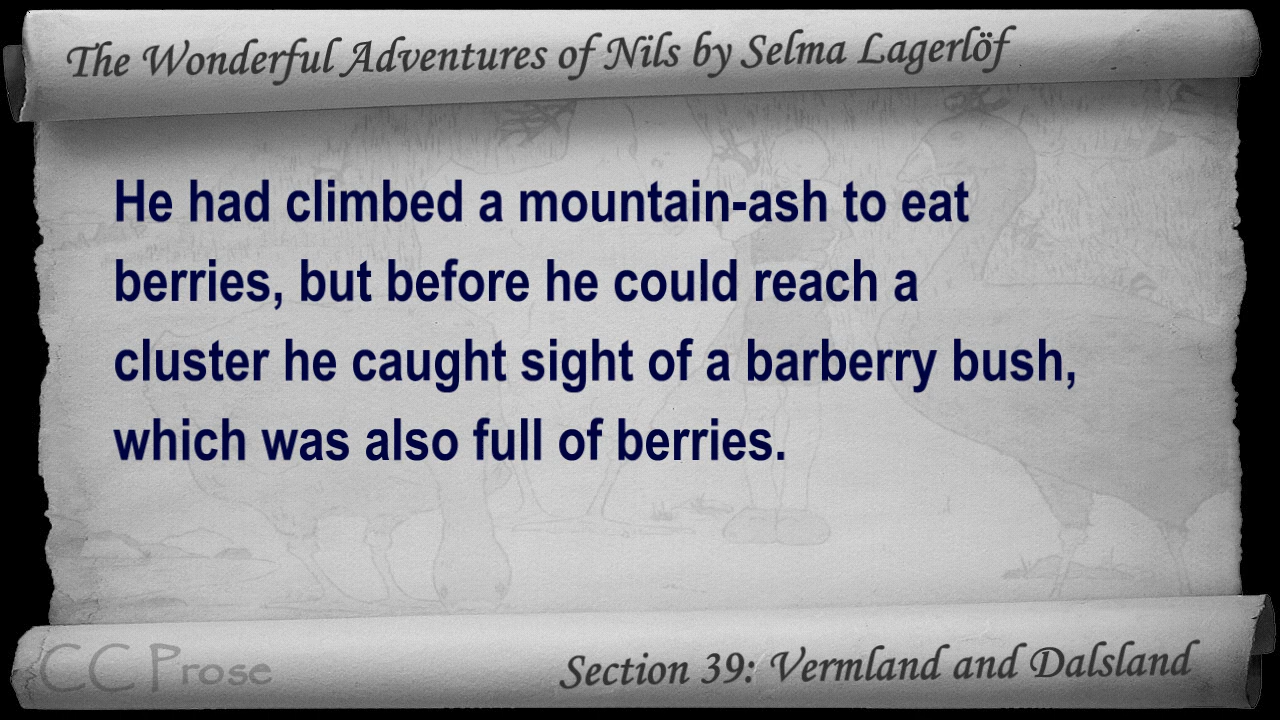 The Wonderful Adventures of Nils by Selma Lagerlöf
He had climbed a mountain-ash to eat
berries, but before he could reach a
cluster he caught sight of a barberry bush,
which was also full of berries.
CC Prose
Section 39: Vermland and Dalsland